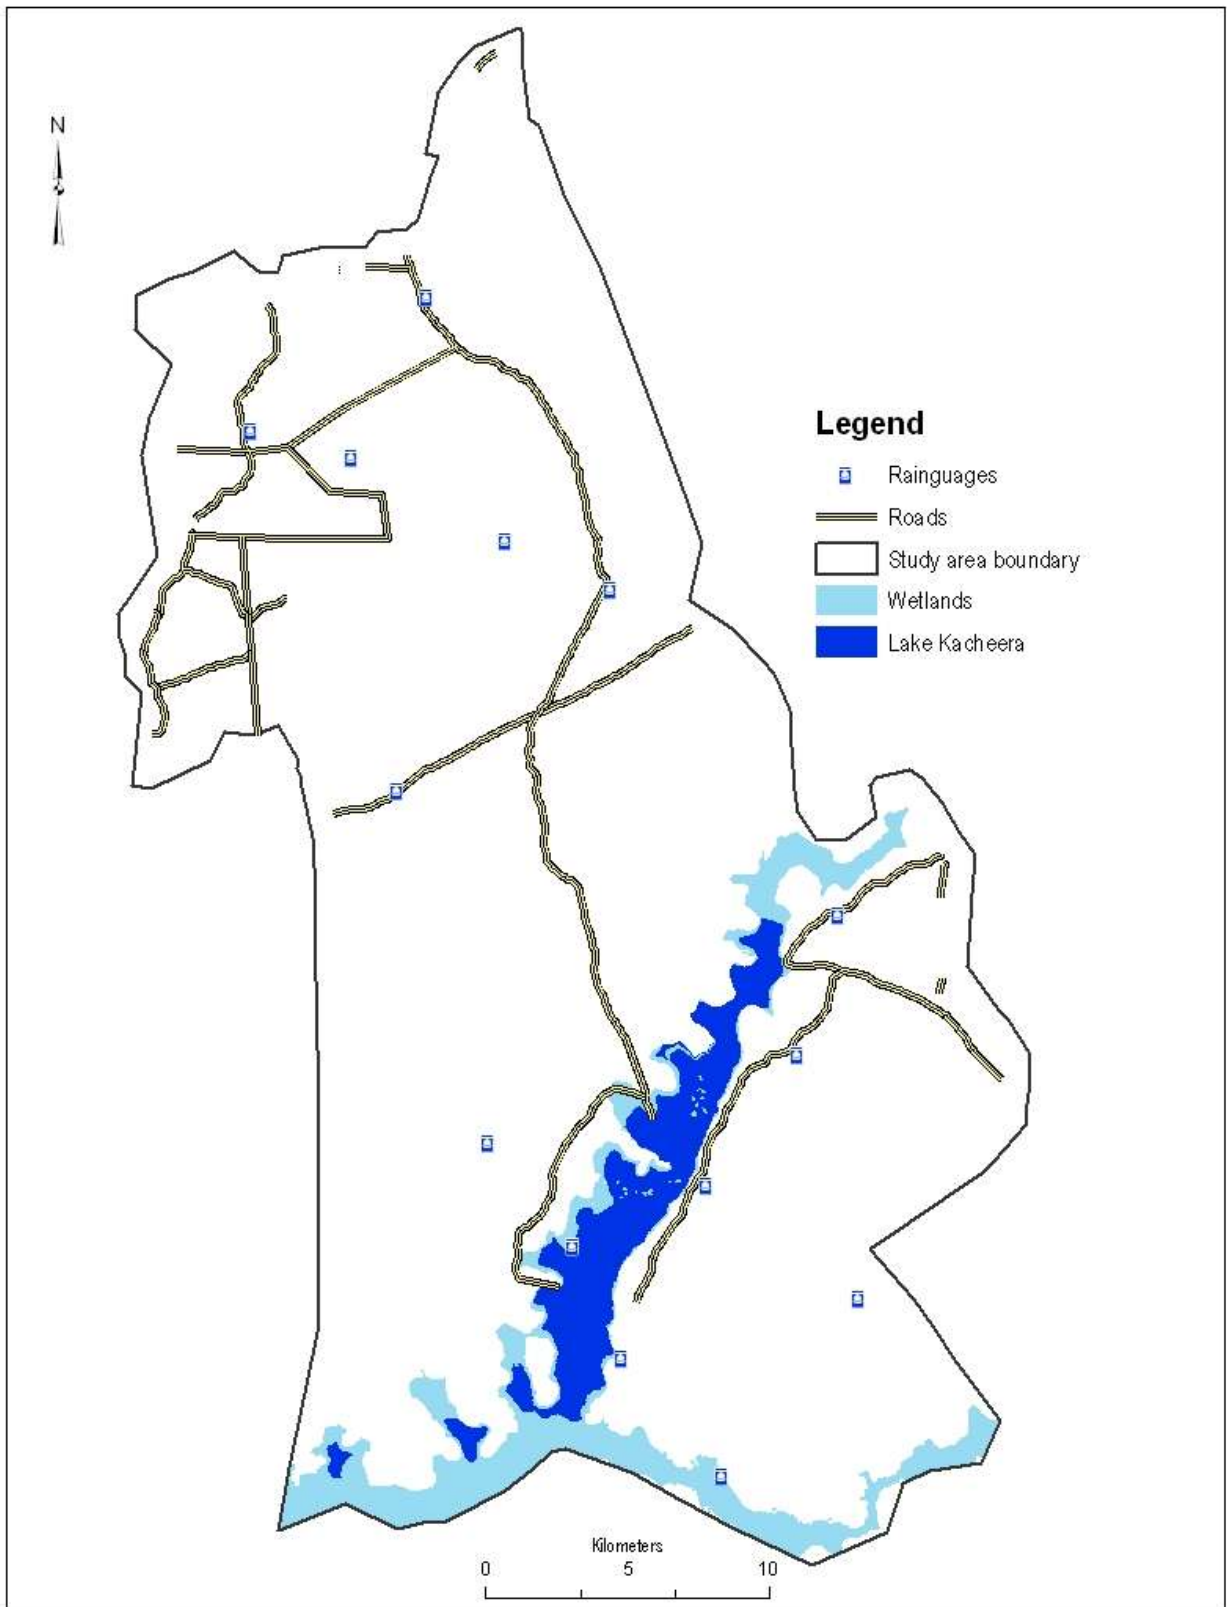 N
Legend
Rainguages
Roads
Study area boundary
Wetlands
Lake Kacheera
Kilometers
0 5 10